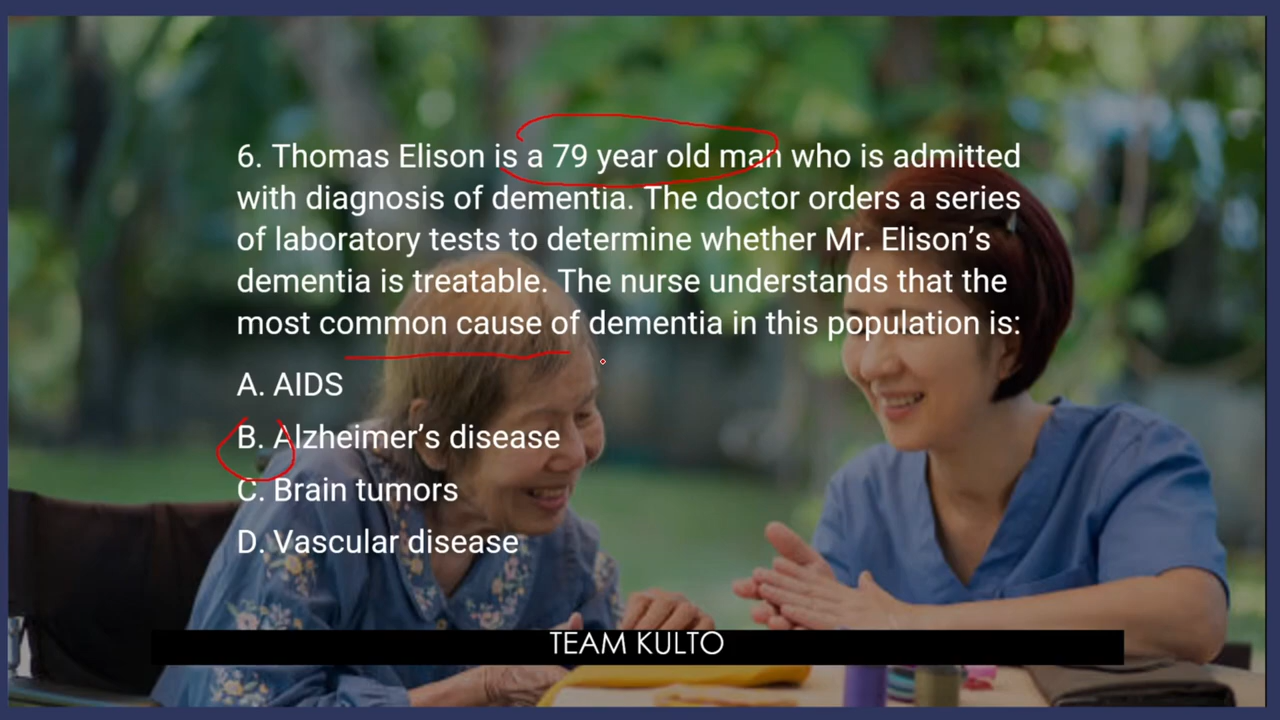 6. Thomas Elison is a 79 year old man who is admitted
with diagnosis of dementia. The doctor orders a series
of laboratory tests to determine whether Mr. Elison’s
dementia is treatable. The nurse understands that the
most common cause of dementia in this population is:
A. AIDS
B. Alzheimer’s disease
C. Brain tumors
D. Vascular disease
TEAM KULTO